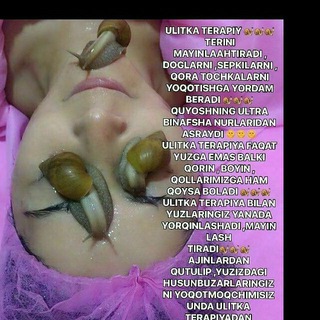 ULITKA TERAPIY 🐌🐌🐌
TERINI
MAYINLAAHTIRADI ,
DOGLARNI ,SEPKILARNI ,
QORA TOCHKALARNI
YOQOTISHGA YORDAM
BERADI 🐌🐌🐌
QUYOSHNING ULTRA
BINAFSHA NURLARIDAN
ASRAYDI 🌞🌞🌞
ULITKA TERAPIYA FAQAT
YUZGA EMAS BALKI
QORIN , BOYIN ,
QOLLARIMIZGA HAM
QOYSA BOLADI 🐌🐌🐌
ULITKA TERAPIYA BILAN
YUZLARINGIZ YANADA
YORQINLASHADI ,MAYIN
LASH
TIRADI🐌🐌🐌
AJINLARDAN
QUTULIP ,YUZIZDAGI
HUSUNBUZARLARINGIZ
NI YOQOTMOQCHIMISIZ
UNDA ULITKA
TERAPIYADAN